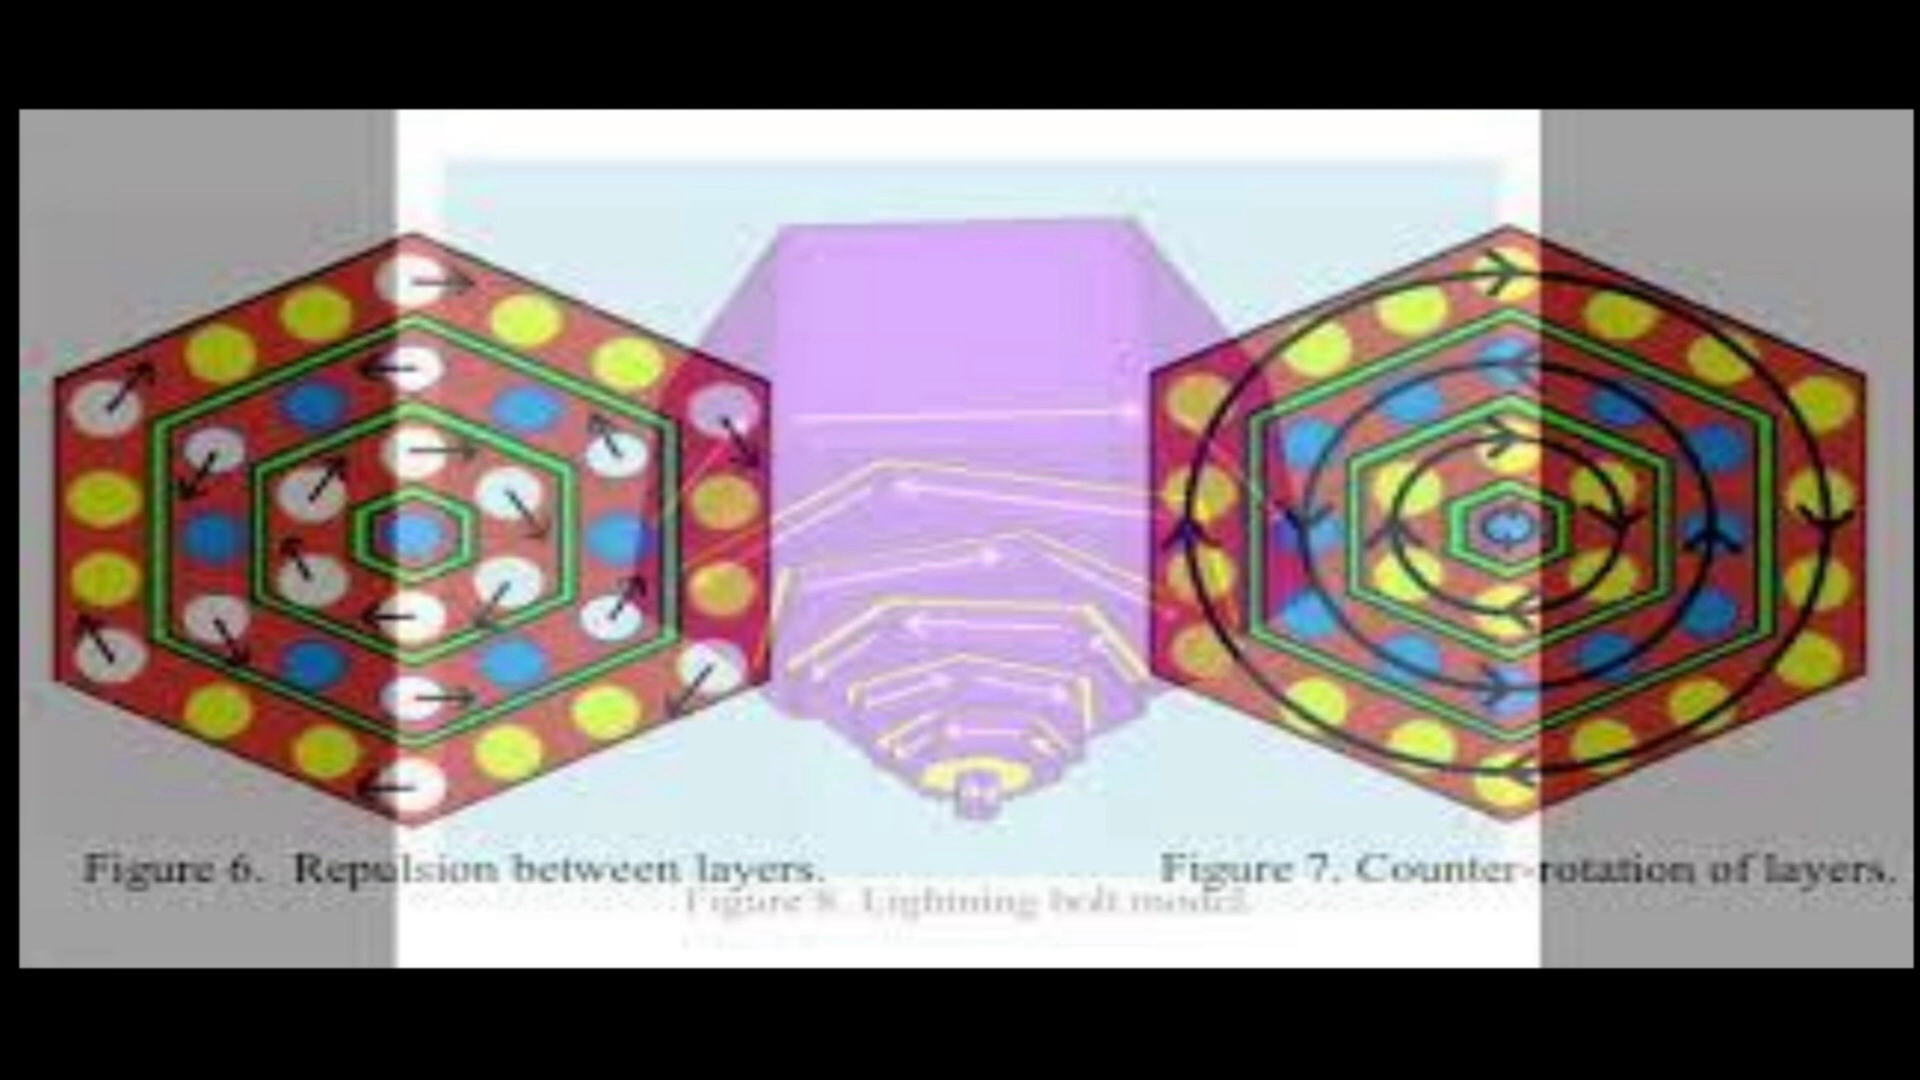 Figure 6. Repulsion between layers.
Figure 7. Counter-rotation of layers.
Figure 8. Lightning bolt model.